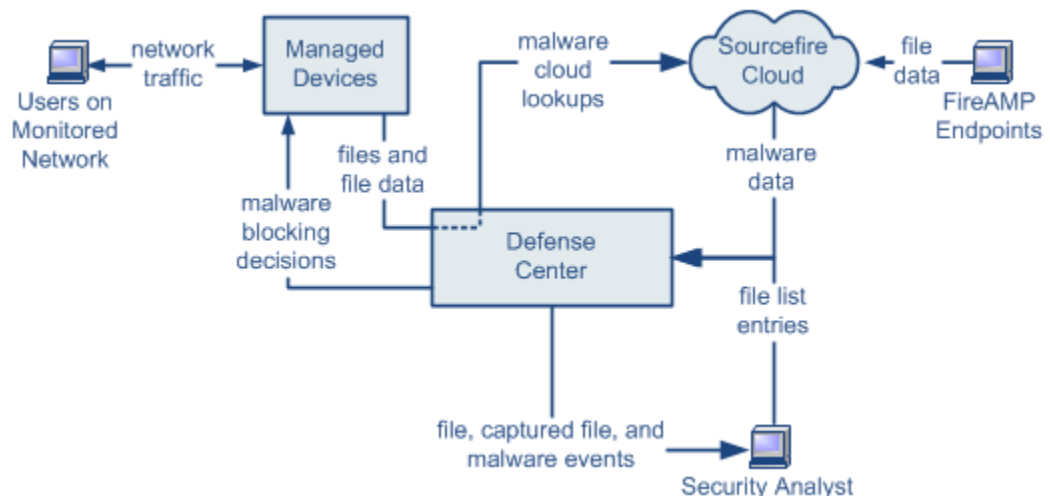 network
traffic
Users on
Monitored
Network
Managed
Devices
malware
cloud
lookups
Sourcefire
Cloud
file
data
FireAMP
Endpoints
files and
file data
malware
data
malware
blocking
decisions
Defense
Center
file list
entries
file, captured file, and
malware events
Security Analyst